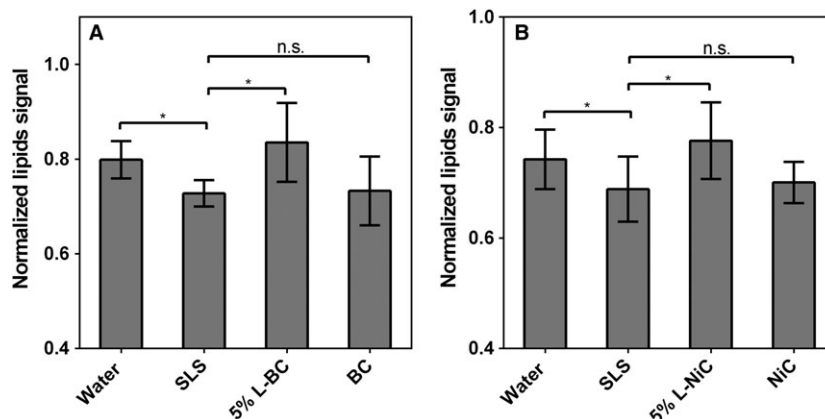 A
n.s.
*
*
Normalized lipids signal
1.0
0.8
0.6
0.4
Water
SLS
5% L-BC
BC
B
n.s.
*
*
Normalized lipids signal
1.0
0.8
0.6
0.4
Water
SLS
5% L-NiC
NiC